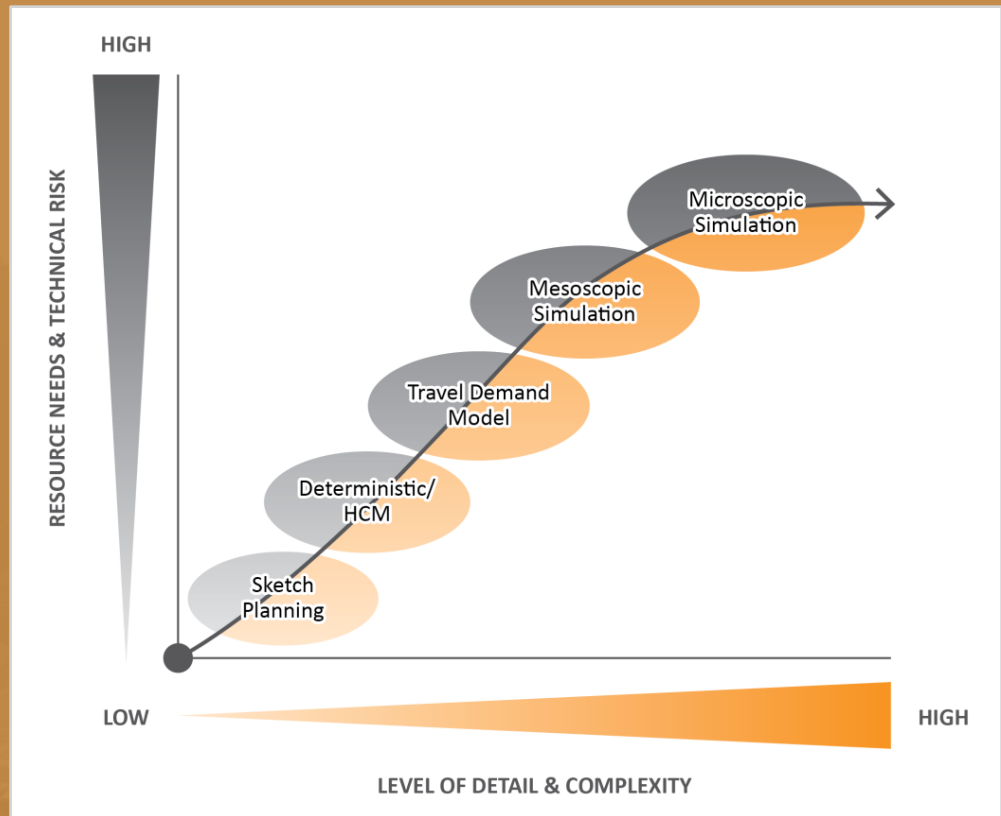 HIGH
RESOURCE NEEDS & TECHNICAL RISK
Microscopic
Simulation
Mesoscopic
Simulation
Travel Demand
Model
Deterministic/
HCM
Sketch
Planning
LOW
HIGH
LEVEL OF DETAIL & COMPLEXITY